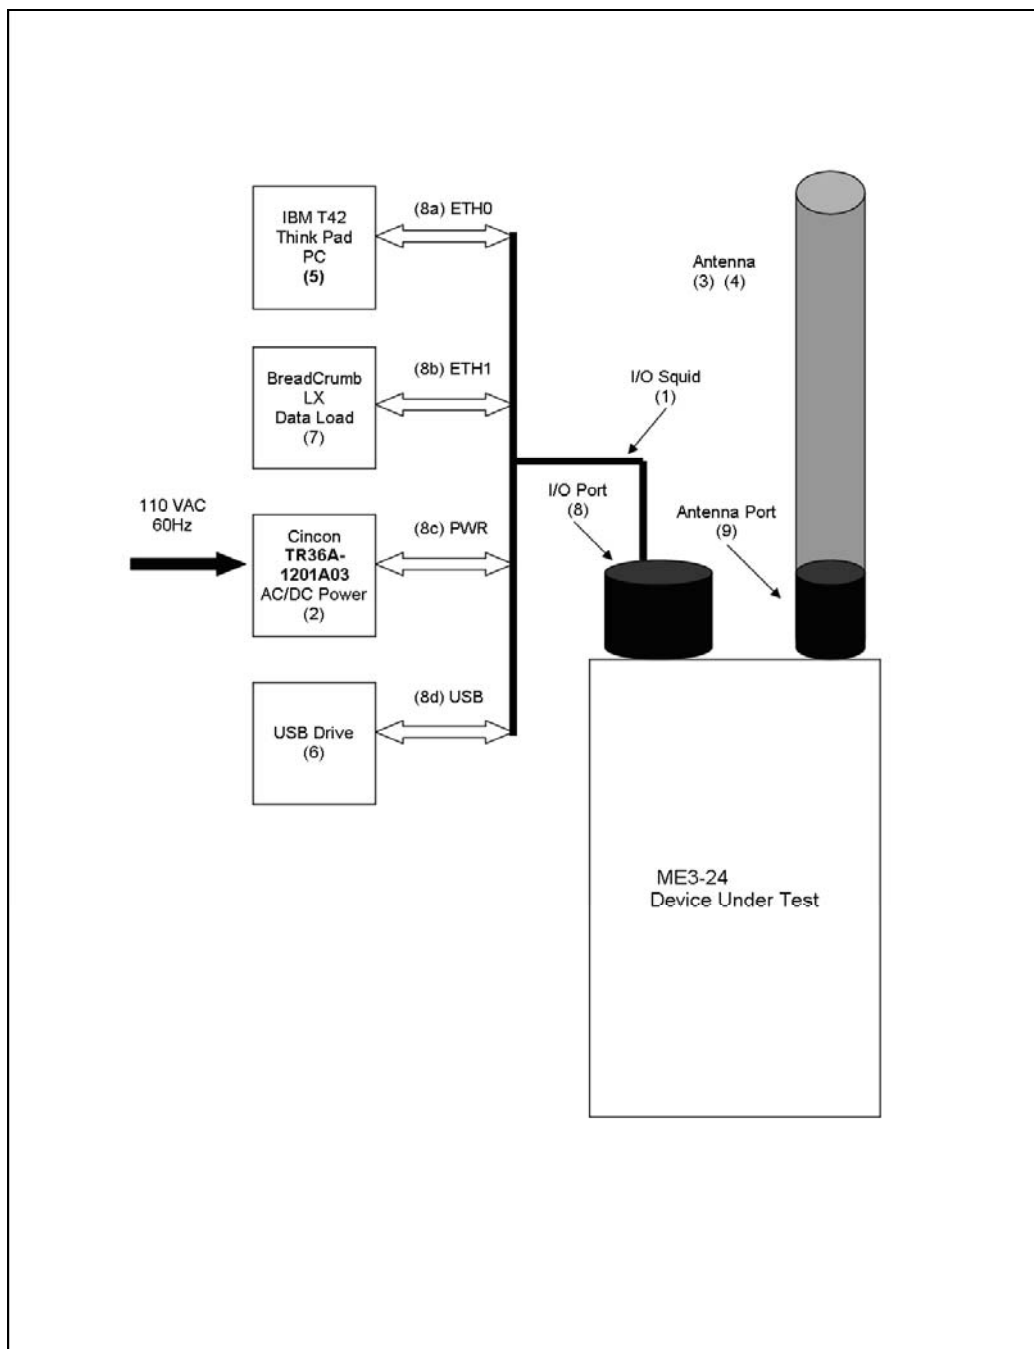 IBM T42
Think Pad
PC
(5)
(8a) ETH0
Antenna
(3) (4)
BreadCrumb
LX
Data Load
(7)
(8b) ETH1
I/O Squid
(1)
110 VAC
60Hz
Cincon
TR36A-
1201A03
AC/DC Power
(2)
(8c) PWR
I/O Port
(8)
Antenna Port
(9)
USB Drive
(6)
(8d) USB
ME3-24
Device Under Test